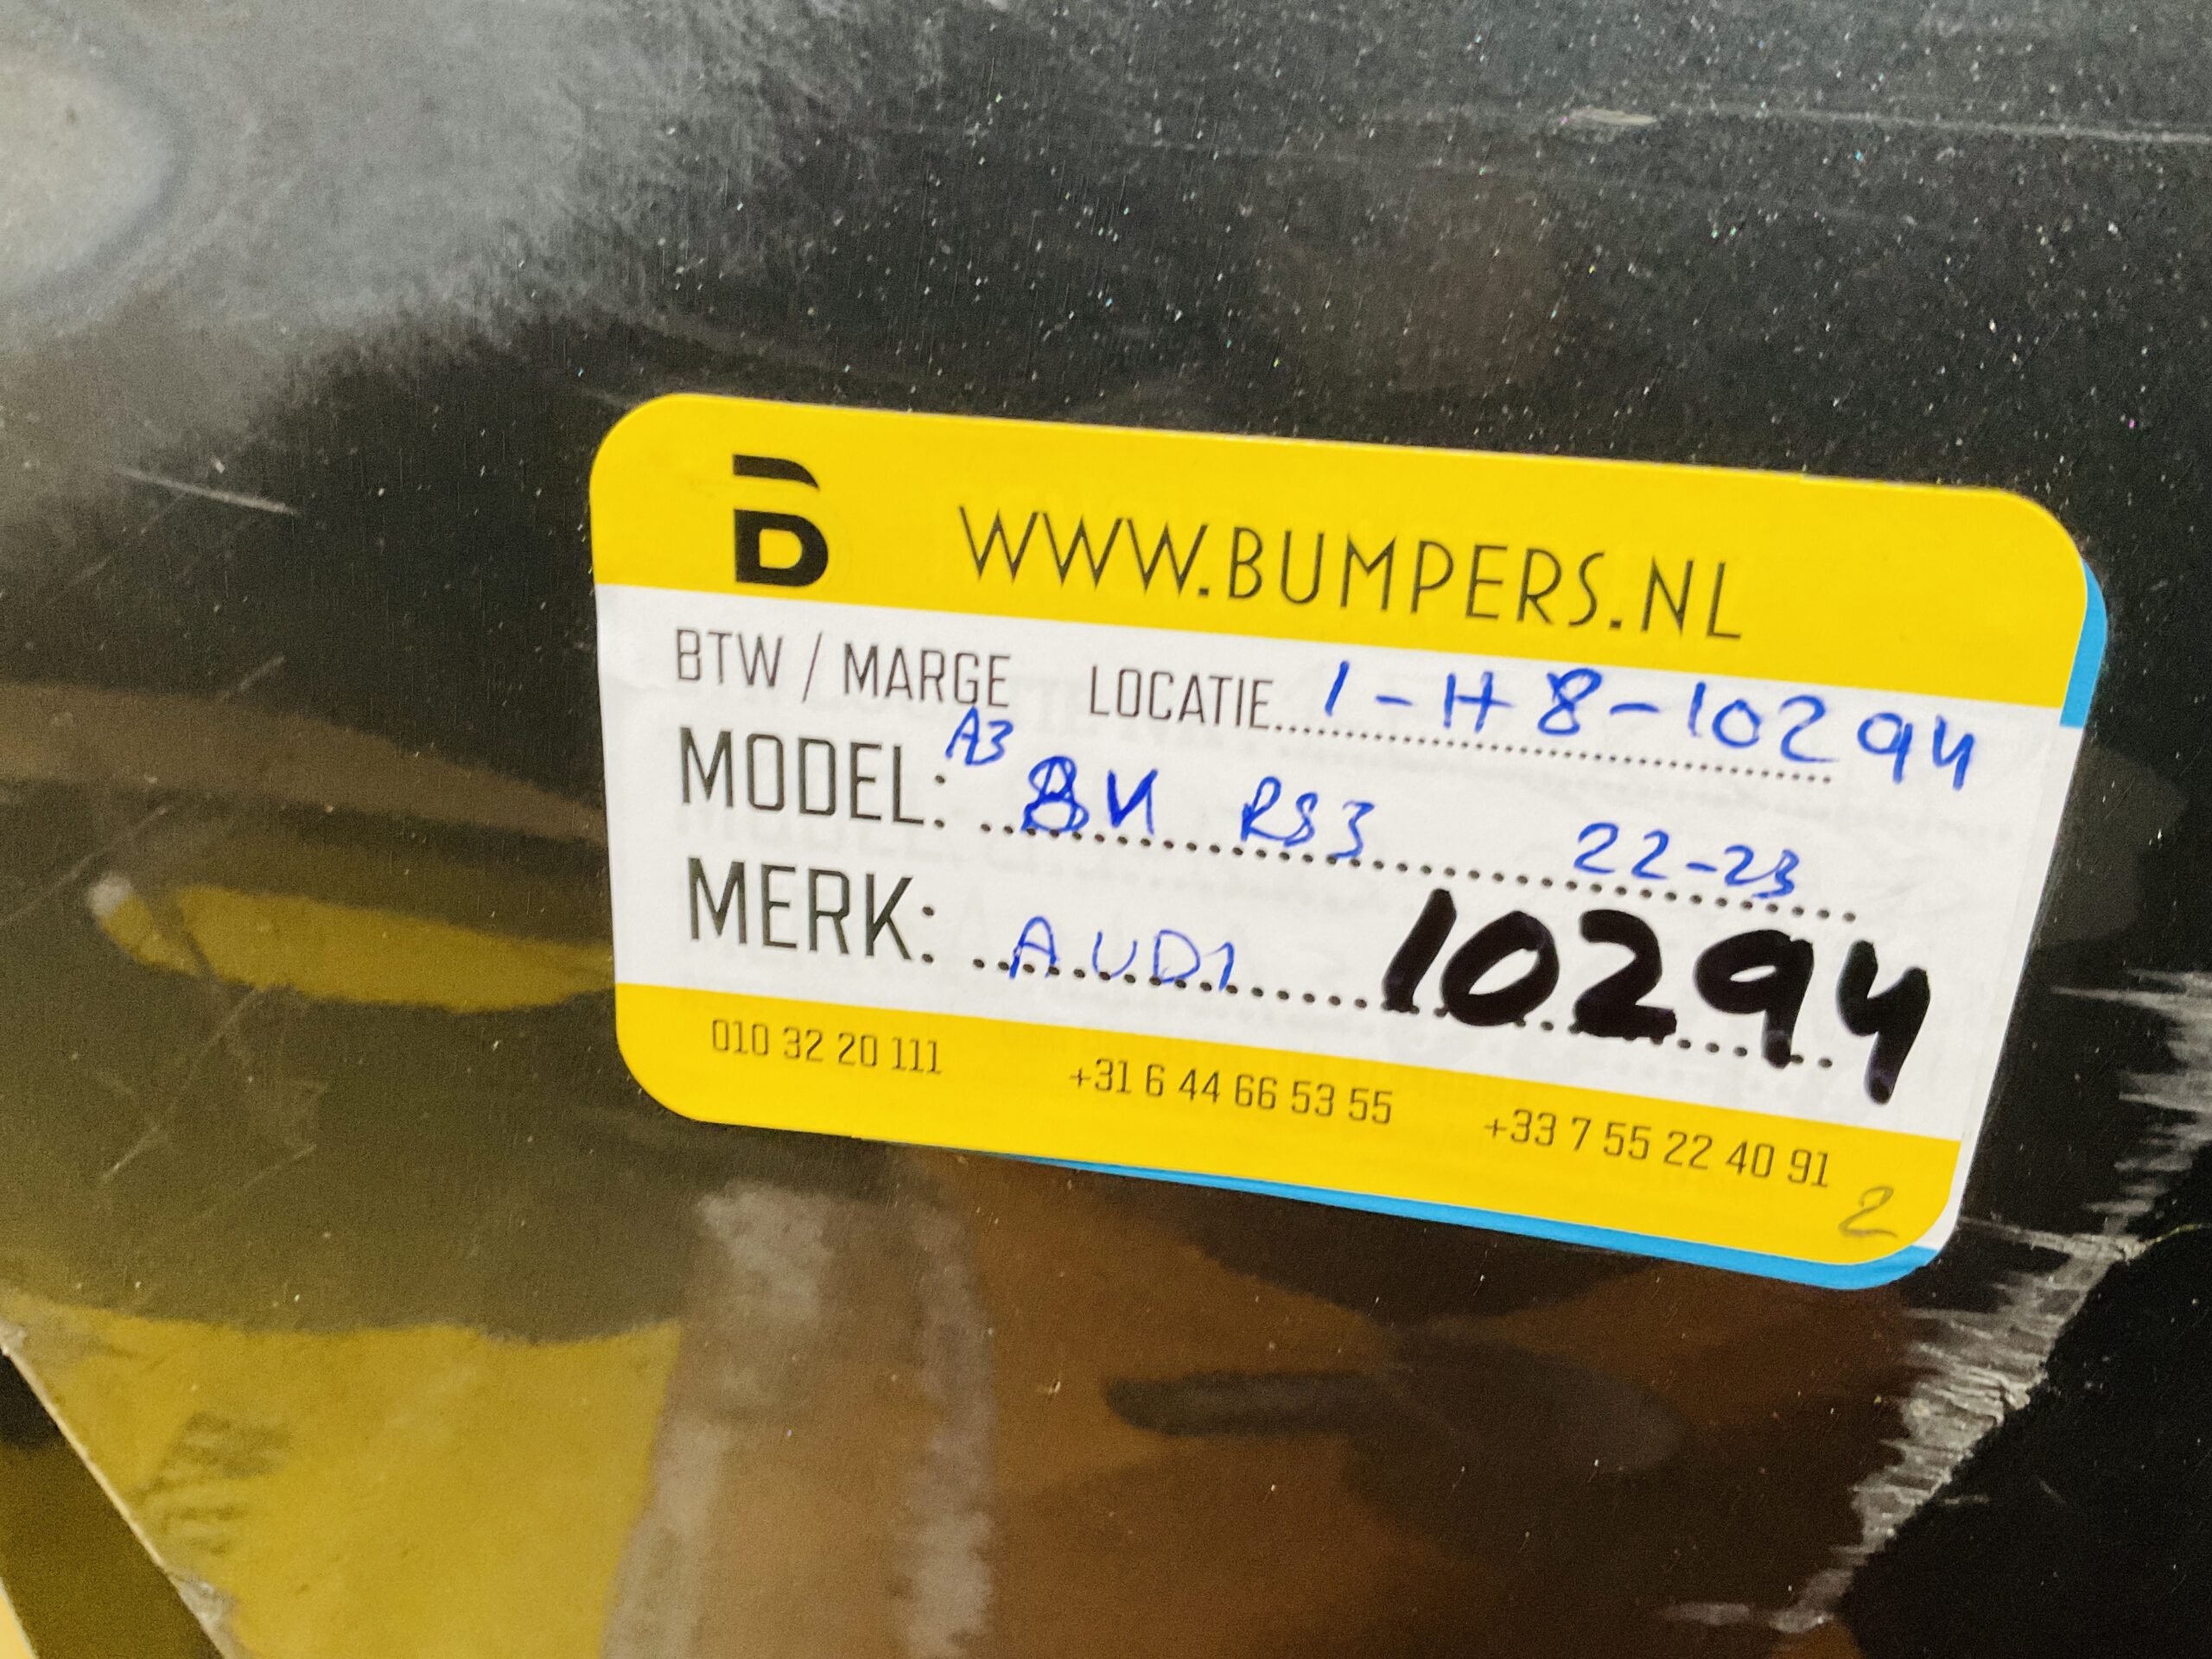 WWW.BUMPERS.NL
BTW / MARGE LOCATIE 1-H8-10294
MODEL: A3 8V RS3 22-23
MERK: AUDI 10294
010 32 20 111 +31 6 44 66 53 55 +33 7 55 22 40 91
2